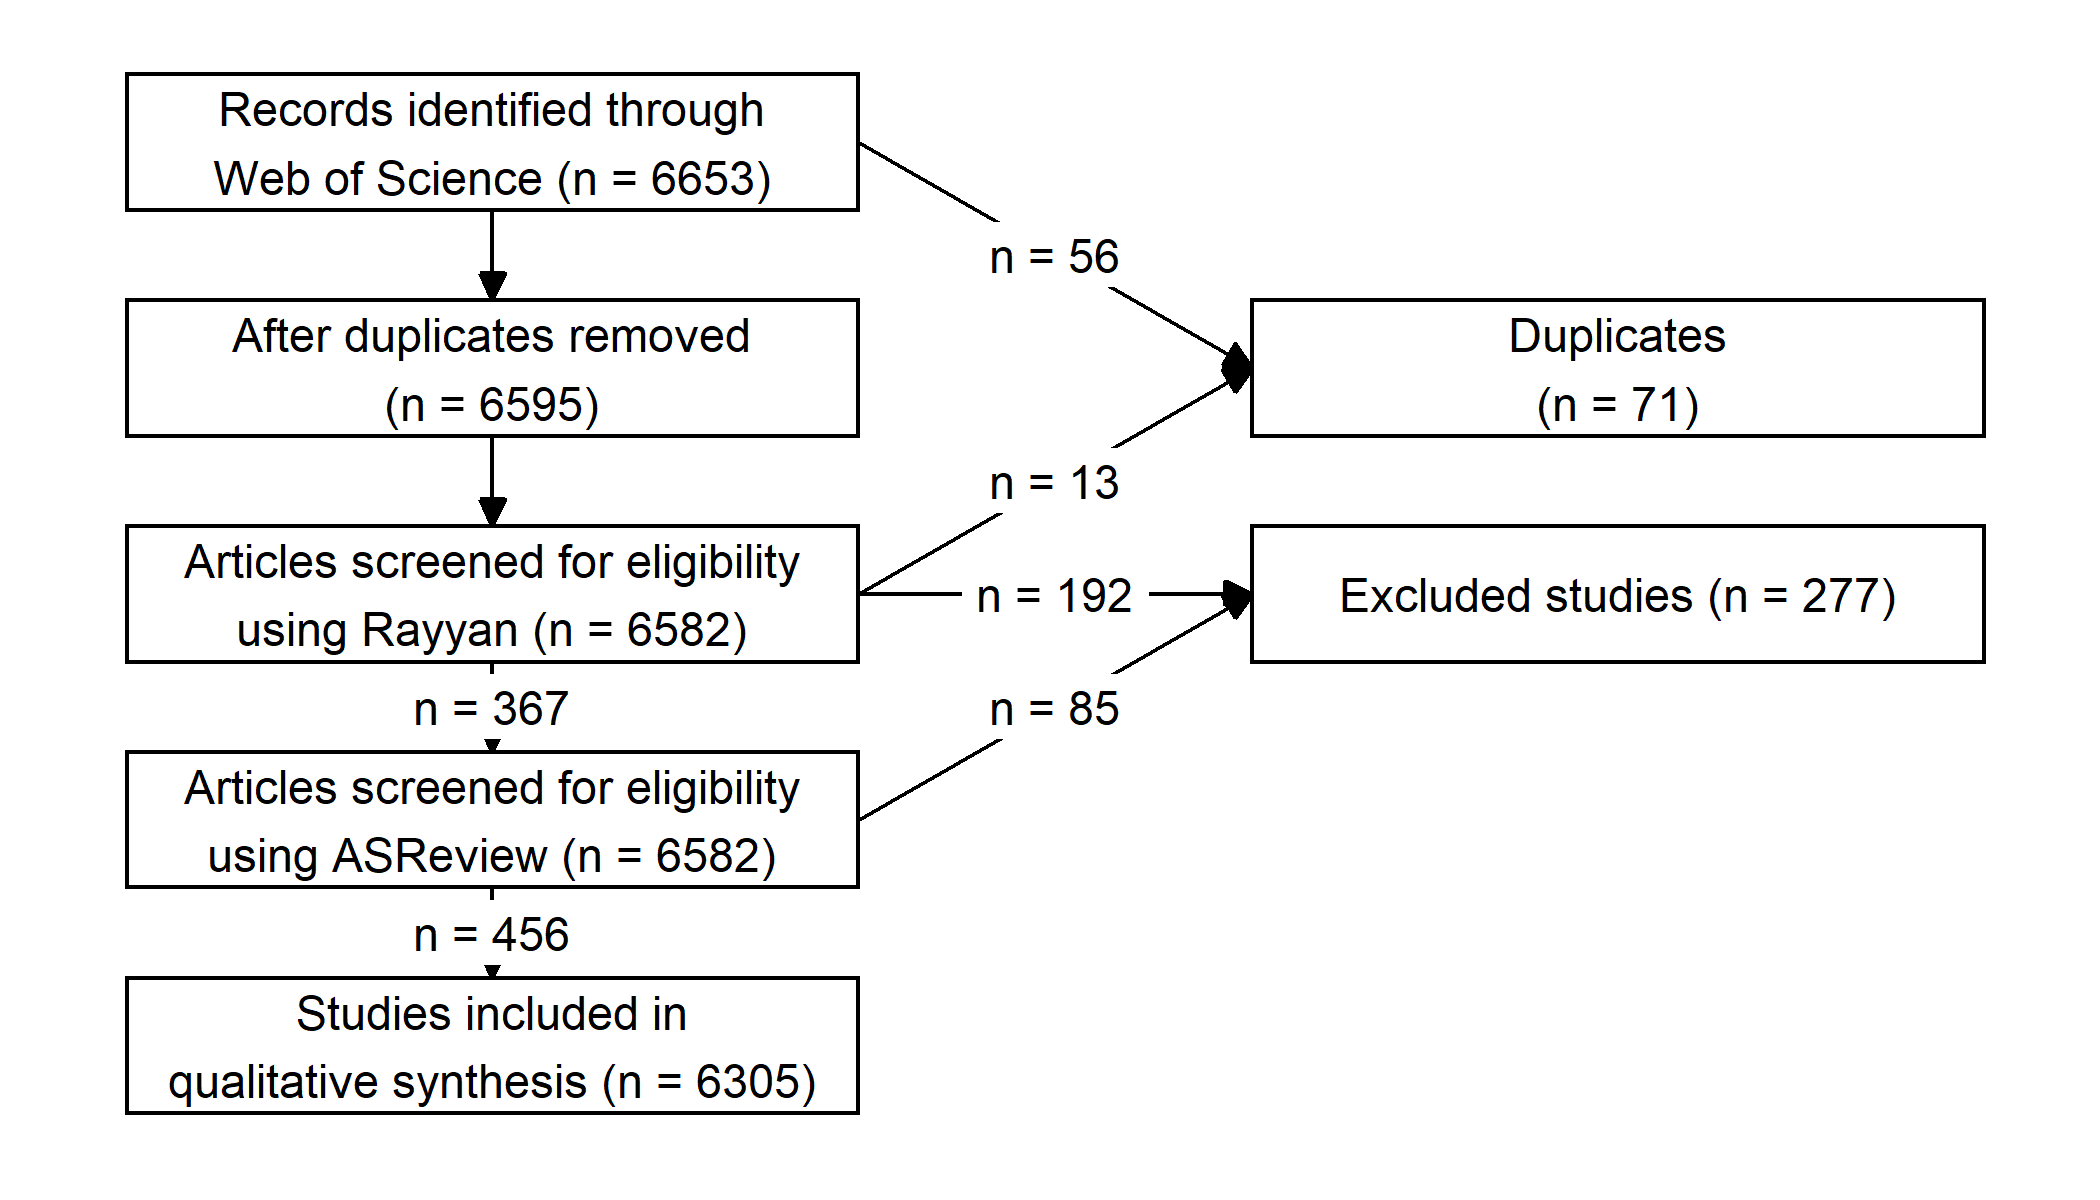 Records identified through
Web of Science (n = 6653)
n = 56
After duplicates removed
(n = 6595)
Duplicates
(n = 71)
n = 13
Articles screened for eligibility
using Rayyan (n = 6582)
n = 192
Excluded studies (n = 277)
n = 367
n = 85
Articles screened for eligibility
using ASReview (n = 6582)
n = 456
Studies included in
qualitative synthesis (n = 6305)